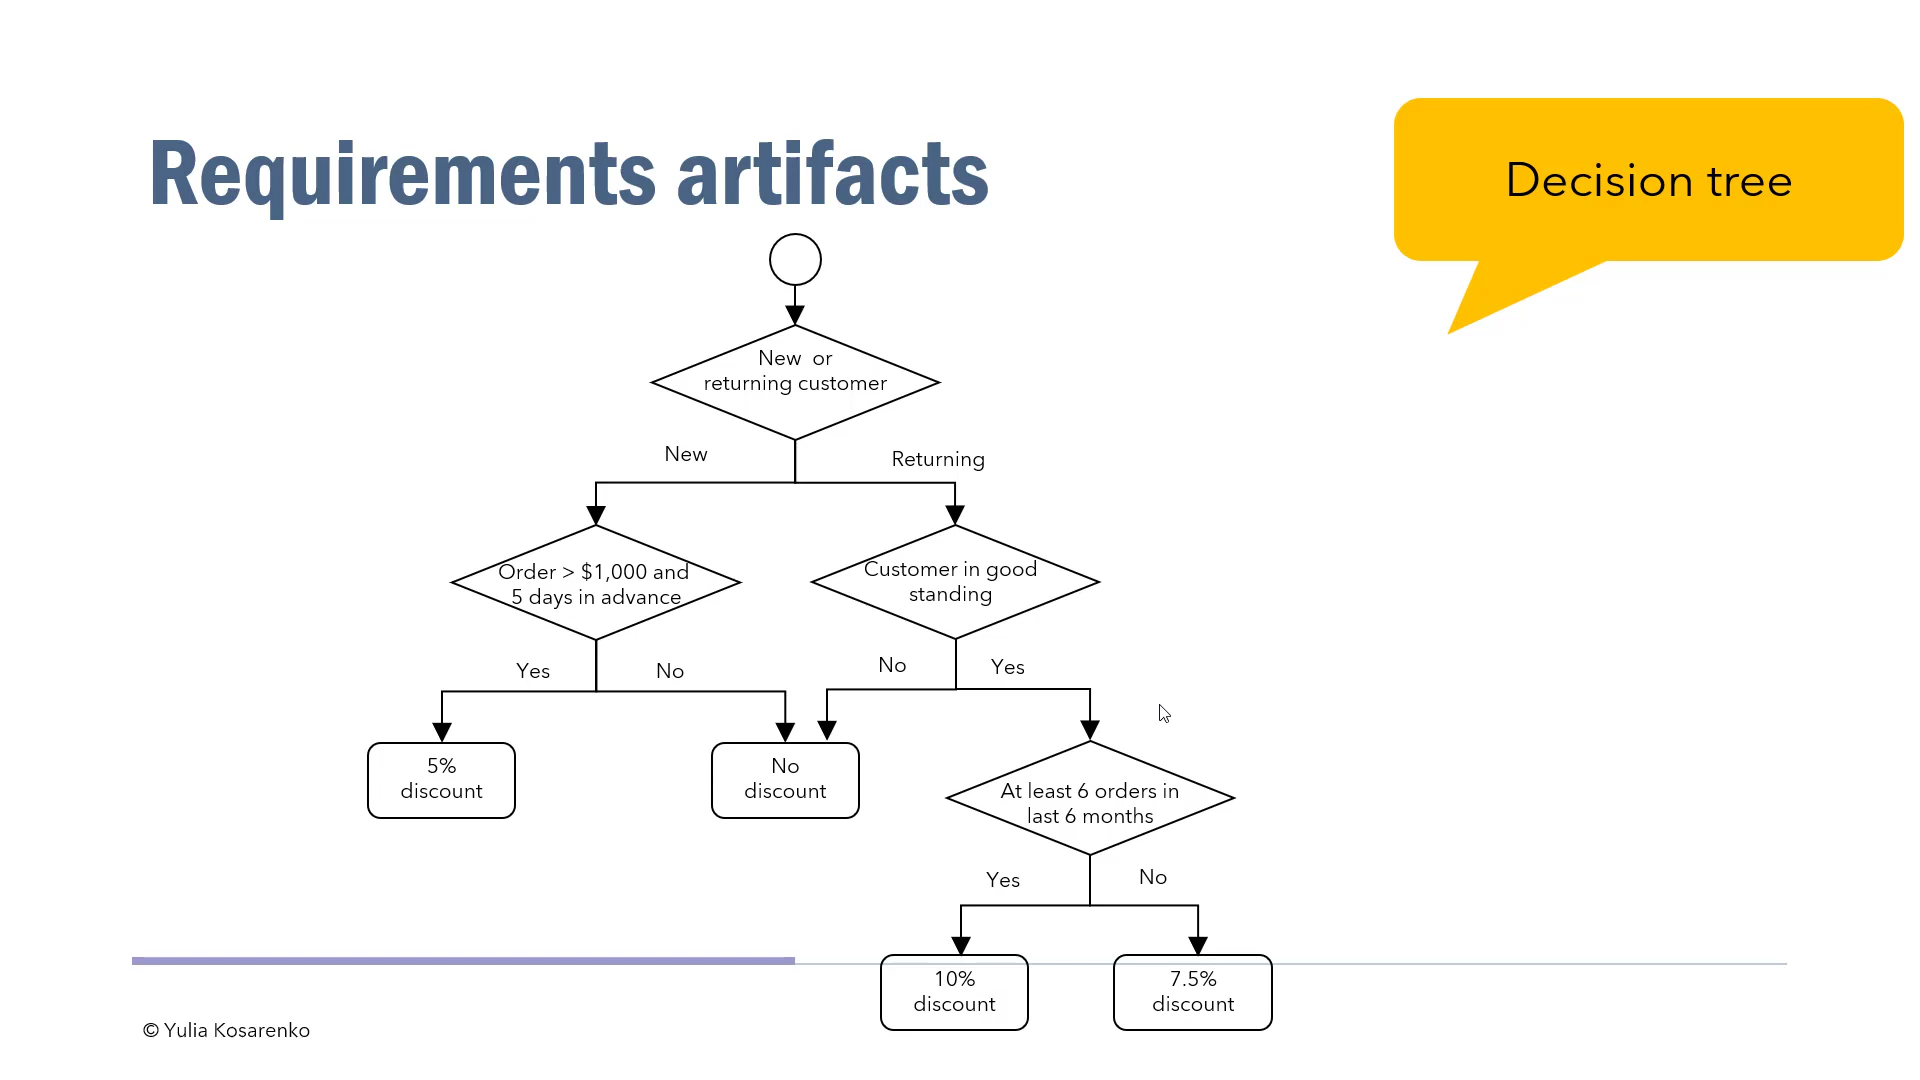 Requirements artifacts
Decision tree
New or
returning customer
New
Returning
Order > $1,000 and
5 days in advance
Customer in good
standing
Yes
No
No
Yes
5%
discount
No
discount
At least 6 orders in
last 6 months
Yes
No
10%
discount
7.5%
discount
© Yulia Kosarenko